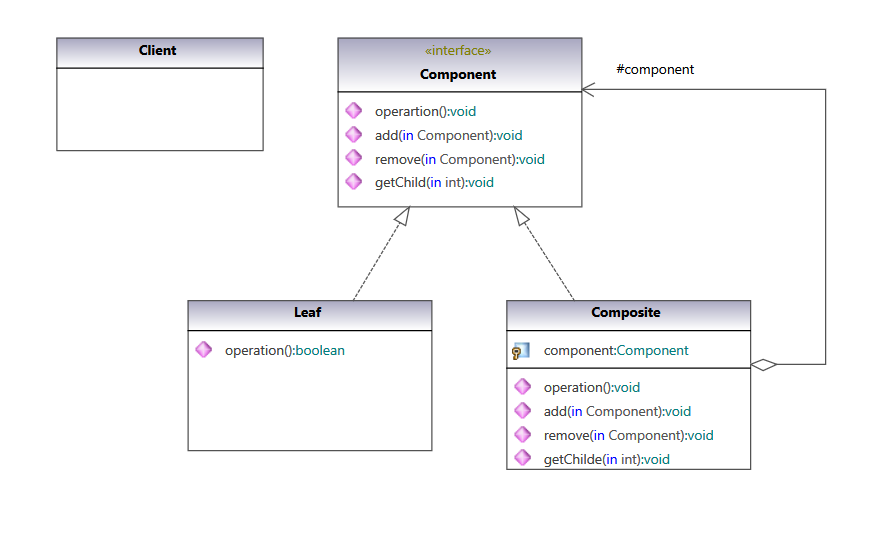 Client
«interface»
Component
#component
operartion():void
add(in Component):void
remove(in Component):void
getChild(in int):void
Leaf
operation():boolean
Composite
component:Component
operation():void
add(in Component):void
remove(in Component):void
getChilde(in int):void